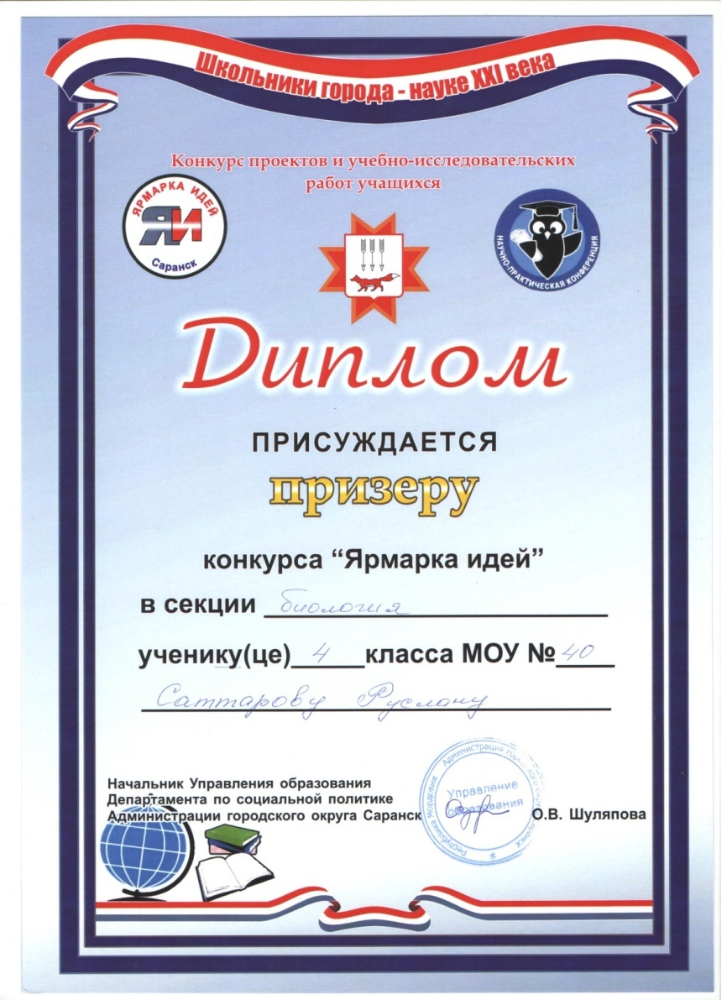 Школьники города - науке XXI века
Конкурс проектов и учебно-исследовательских
работ учащихся
ЯРМАРКА ИДЕЙ
ЯИ
Саранск
НАУЧНО-ПРАКТИЧЕСКАЯ КОНФЕРЕНЦИЯ
Диплом
ПРИСУЖДАЕТСЯ
призеру
конкурса “Ярмарка идей”
в секции биология
ученику(це) 4 класса МОУ № 40
Саттарову Руслану
Начальник Управления образования
Департамента по социальной политике
Администрации городского округа Саранск
О.В. Шуляпова
Администрация
Республика Мордовия
Управление
образования